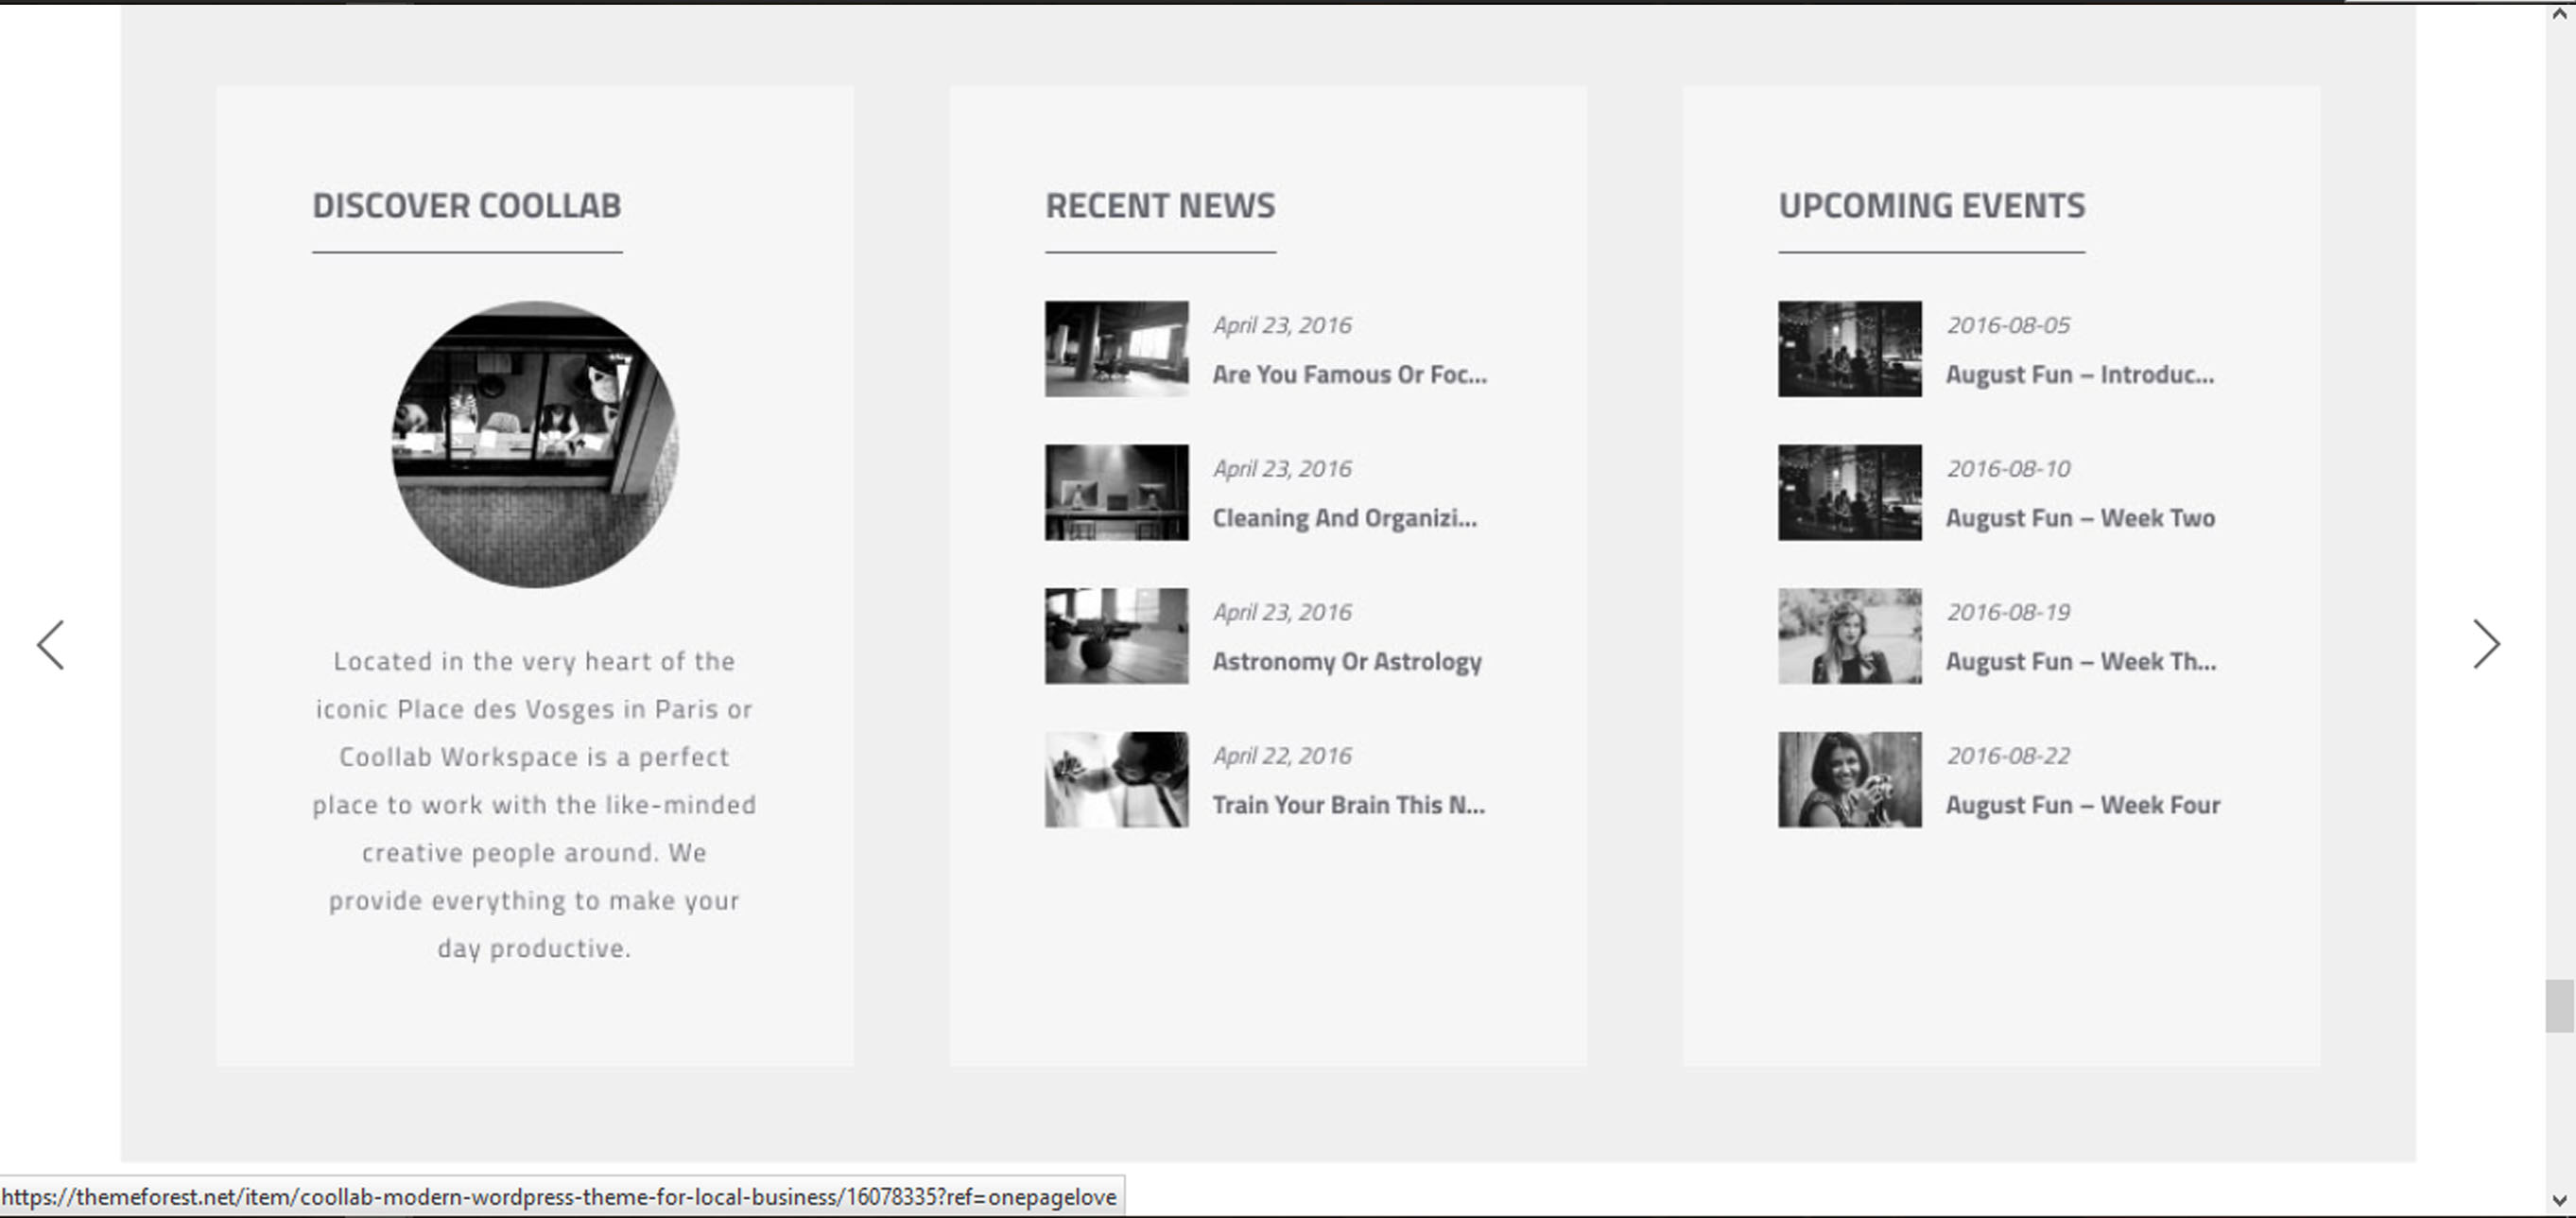 DISCOVER COOLLAB
Located in the very heart of the
iconic Place des Vosges in Paris or
Coollab Workspace is a perfect
place to work with the like-minded
creative people around. We
provide everything to make your
day productive.
RECENT NEWS
April 23, 2016
Are You Famous Or Foc...
April 23, 2016
Cleaning And Organizi...
April 23, 2016
Astronomy Or Astrology
April 22, 2016
Train Your Brain This N...
UPCOMING EVENTS
2016-08-05
August Fun – Introduc...
2016-08-10
August Fun – Week Two
2016-08-19
August Fun – Week Th...
2016-08-22
August Fun – Week Four
https://themeforest.net/item/coollab-modern-wordpress-theme-for-local-business/16078335?ref=onepagelove